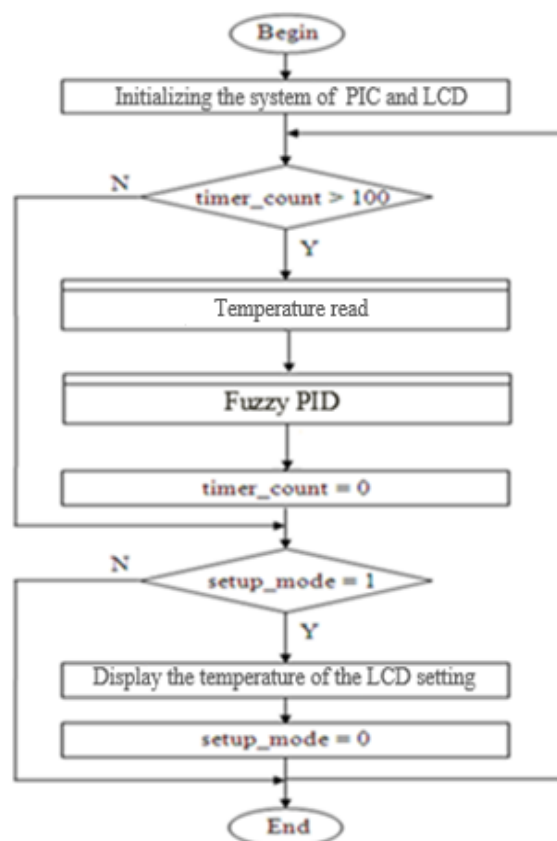 Begin
Initializing the system of PIC and LCD
N
timer_count > 100
Y
Temperature read
Fuzzy PID
timer_count = 0
N
setup_mode = 1
Y
Display the temperature of the LCD setting
setup_mode = 0
End